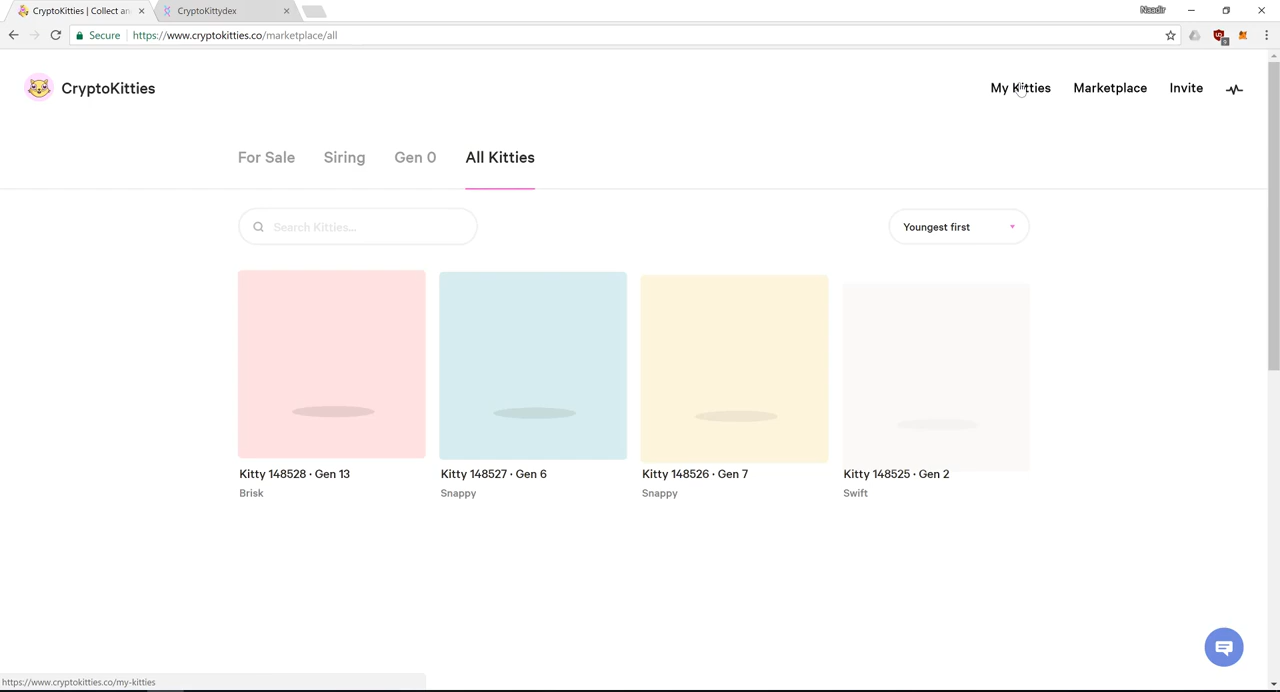 CryptoKitties | Collect an
CryptoKittydex
Naadir
Secure
https://www.cryptokitties.co/marketplace/all
CryptoKitties
My Kitties
Marketplace
Invite
For Sale
Siring
Gen 0
All Kitties
Search Kitties...
Youngest first
Kitty 148528 · Gen 13
Brisk
Kitty 148527 · Gen 6
Snappy
Kitty 148526 · Gen 7
Snappy
Kitty 148525 · Gen 2
Swift
https://www.cryptokitties.co/my-kitties